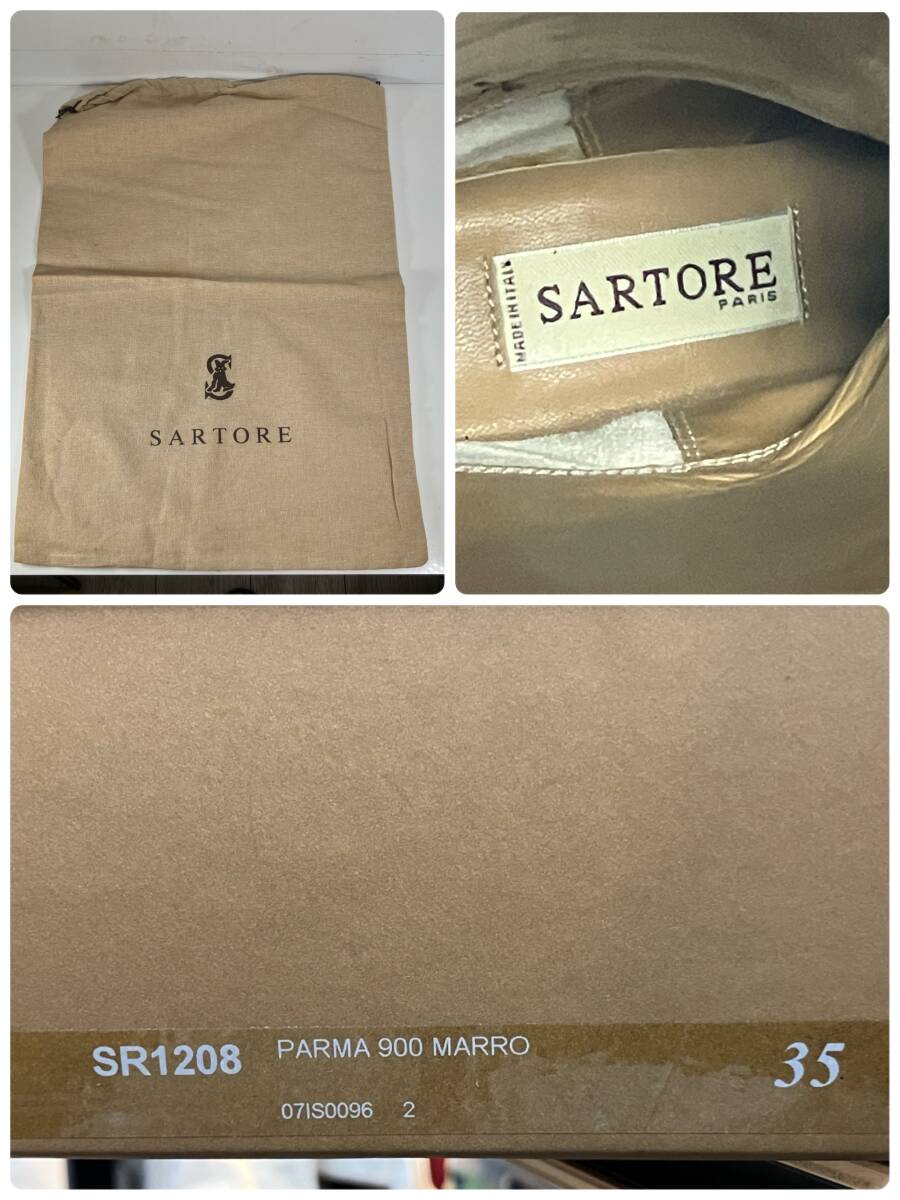 S
SARTORE
MADE IN ITALY
SARTORE
PARIS
SR1208
PARMA 900 MARRO
35
07IS0096 2